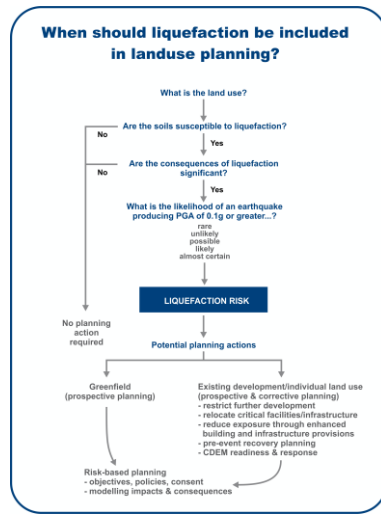 When should liquefaction be included
in landuse planning?
What is the land use?
Are the soils susceptible to liquefaction?
No
Yes
Are the consequences of liquefaction
significant?
No
Yes
What is the likelihood of an earthquake
producing PGA of 0.1g or greater...?
rare
unlikely
possible
likely
almost certain
LIQUEFACTION RISK
No planning
action
required
Potential planning actions
Greenfield
(prospective planning)
Existing development/individual land use
(prospective & corrective planning)
- restrict further development
- relocate critical facilities/infrastructure
- reduce exposure through enhanced
building and infrastructure provisions
- pre-event recovery planning
- CDEM readiness & response
Risk-based planning
- objectives, policies, consent
- modelling impacts & consequences